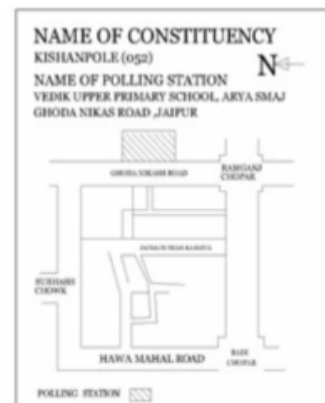 NAME OF CONSTITUENCY
KISHANPOLE (052)
N
NAME OF POLLING STATION
VEDIK UPPER PRIMARY SCHOOL, ARYA SMAJ
GHODA NIKAS ROAD ,JAIPUR
GHODA NIKASH ROAD
RAMGANJ
CHOPAR
SUBHASH
CHOWK
HAWA MAHAL ROAD
BADI
CHOPAR
POLLING STATION